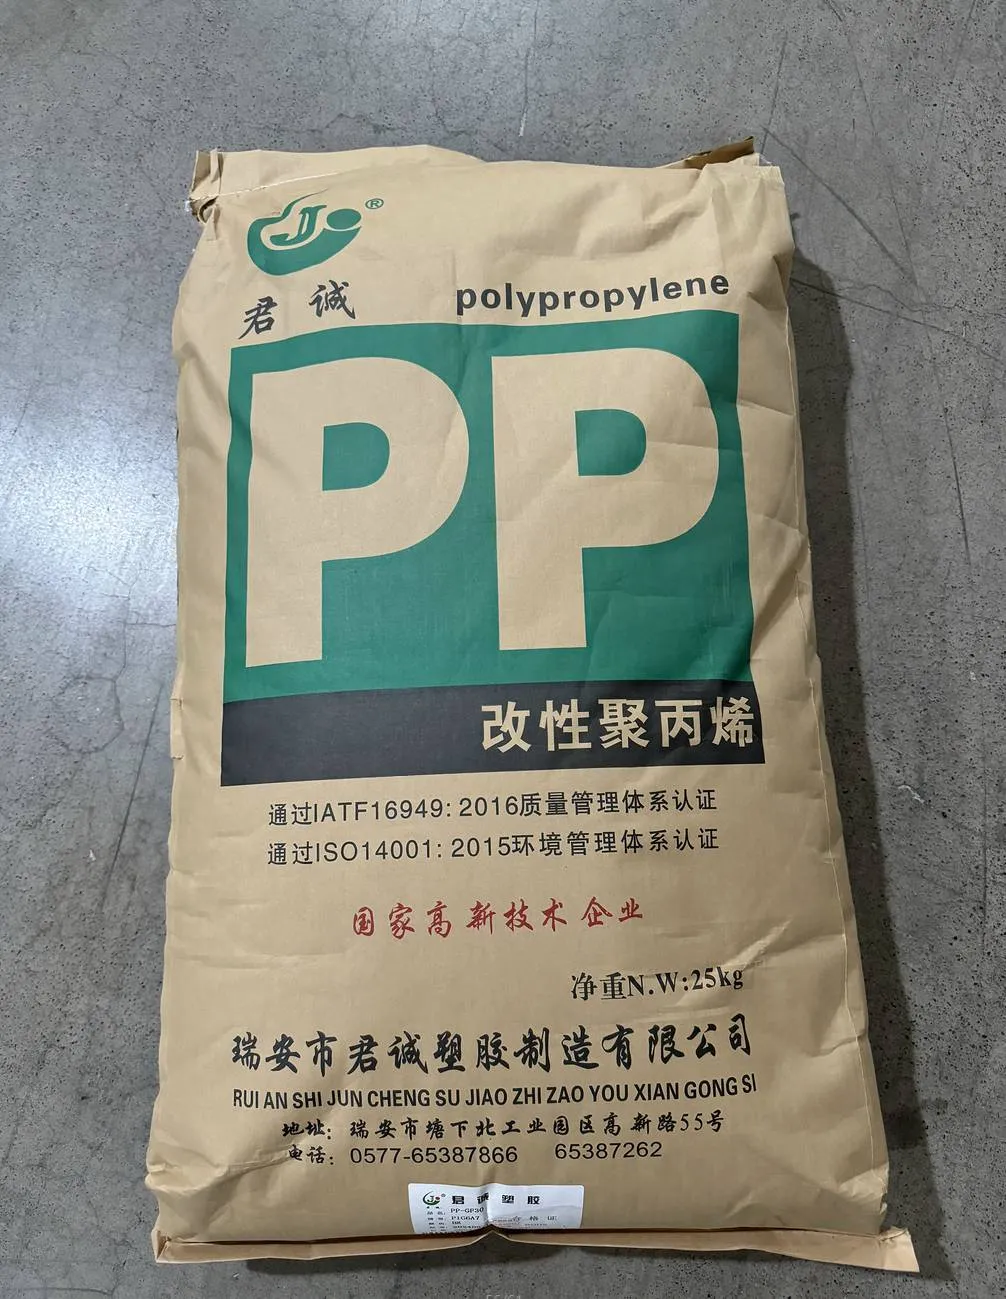 ®
君诚
polypropylene
PP
改性聚丙烯
通过IATF16949: 2016质量管理体系认证
通过ISO14001: 2015环境管理体系认证
国家高新技术企业
净重N.W:25kg
瑞安市君诚塑胶制造有限公司
RUI AN SHI JUN CHENG SU JIAO ZHI ZAO YOU XIAN GONG SI
地址: 瑞安市塘下北工业园区高新路55号
电话: 0577-65387866 65387262
君诚塑胶
PP-GP30
P1G6A7 合格证